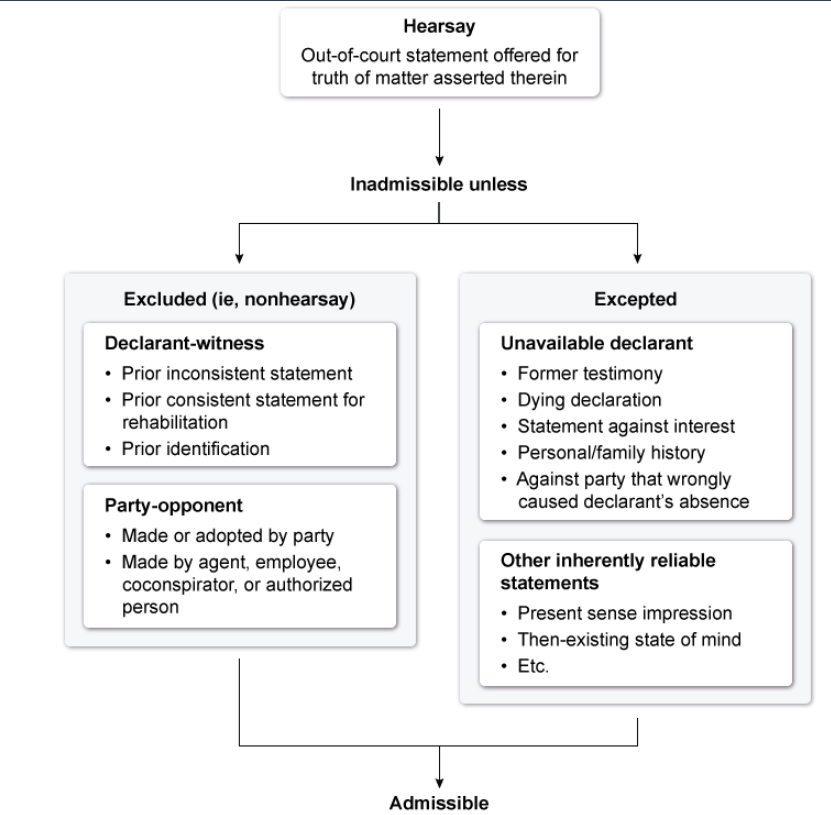 Hearsay
Out-of-court statement offered for
truth of matter asserted therein
Inadmissible unless
Excluded (ie, nonhearsay)
Declarant-witness
• Prior inconsistent statement
• Prior consistent statement for
rehabilitation
• Prior identification
Party-opponent
• Made or adopted by party
• Made by agent, employee,
coconspirator, or authorized
person
Excepted
Unavailable declarant
• Former testimony
• Dying declaration
• Statement against interest
• Personal/family history
• Against party that wrongly
caused declarant's absence
Other inherently reliable
statements
• Present sense impression
• Then-existing state of mind
• Etc.
Admissible